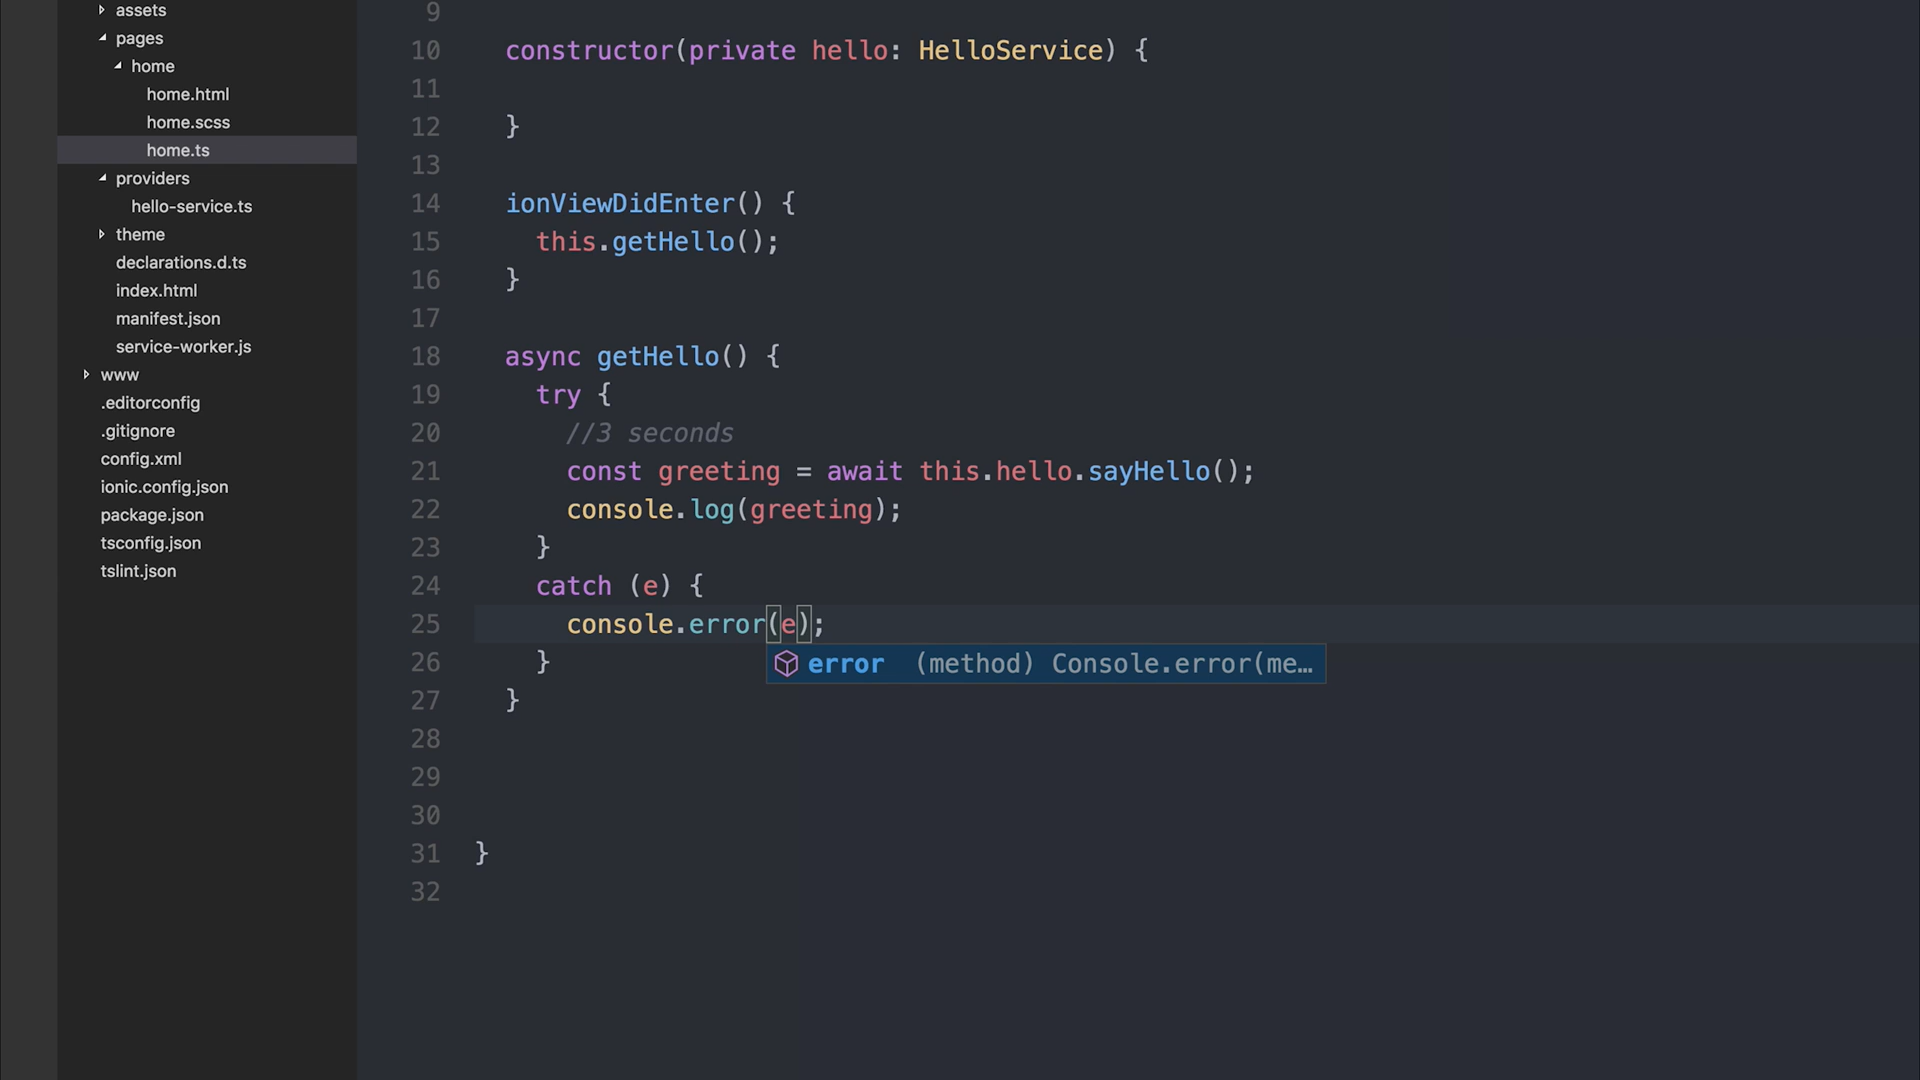 assets
pages
home
home.html
home.scss
home.ts
providers
hello-service.ts
theme
declarations.d.ts
index.html
manifest.json
service-worker.js
www
.editorconfig
.gitignore
config.xml
ionic.config.json
package.json
tsconfig.json
tslint.json
9
10 constructor(private hello: HelloService) {
11
12 }
13
14 ionViewDidEnter() {
15 this.getHello();
16 }
17
18 async getHello() {
19 try {
20 //3 seconds
21 const greeting = await this.hello.sayHello();
22 console.log(greeting);
23 }
24 catch (e) {
25 console.error(e);
error (method) Console.error(me…
26 }
27 }
28
29
30
31 }
32